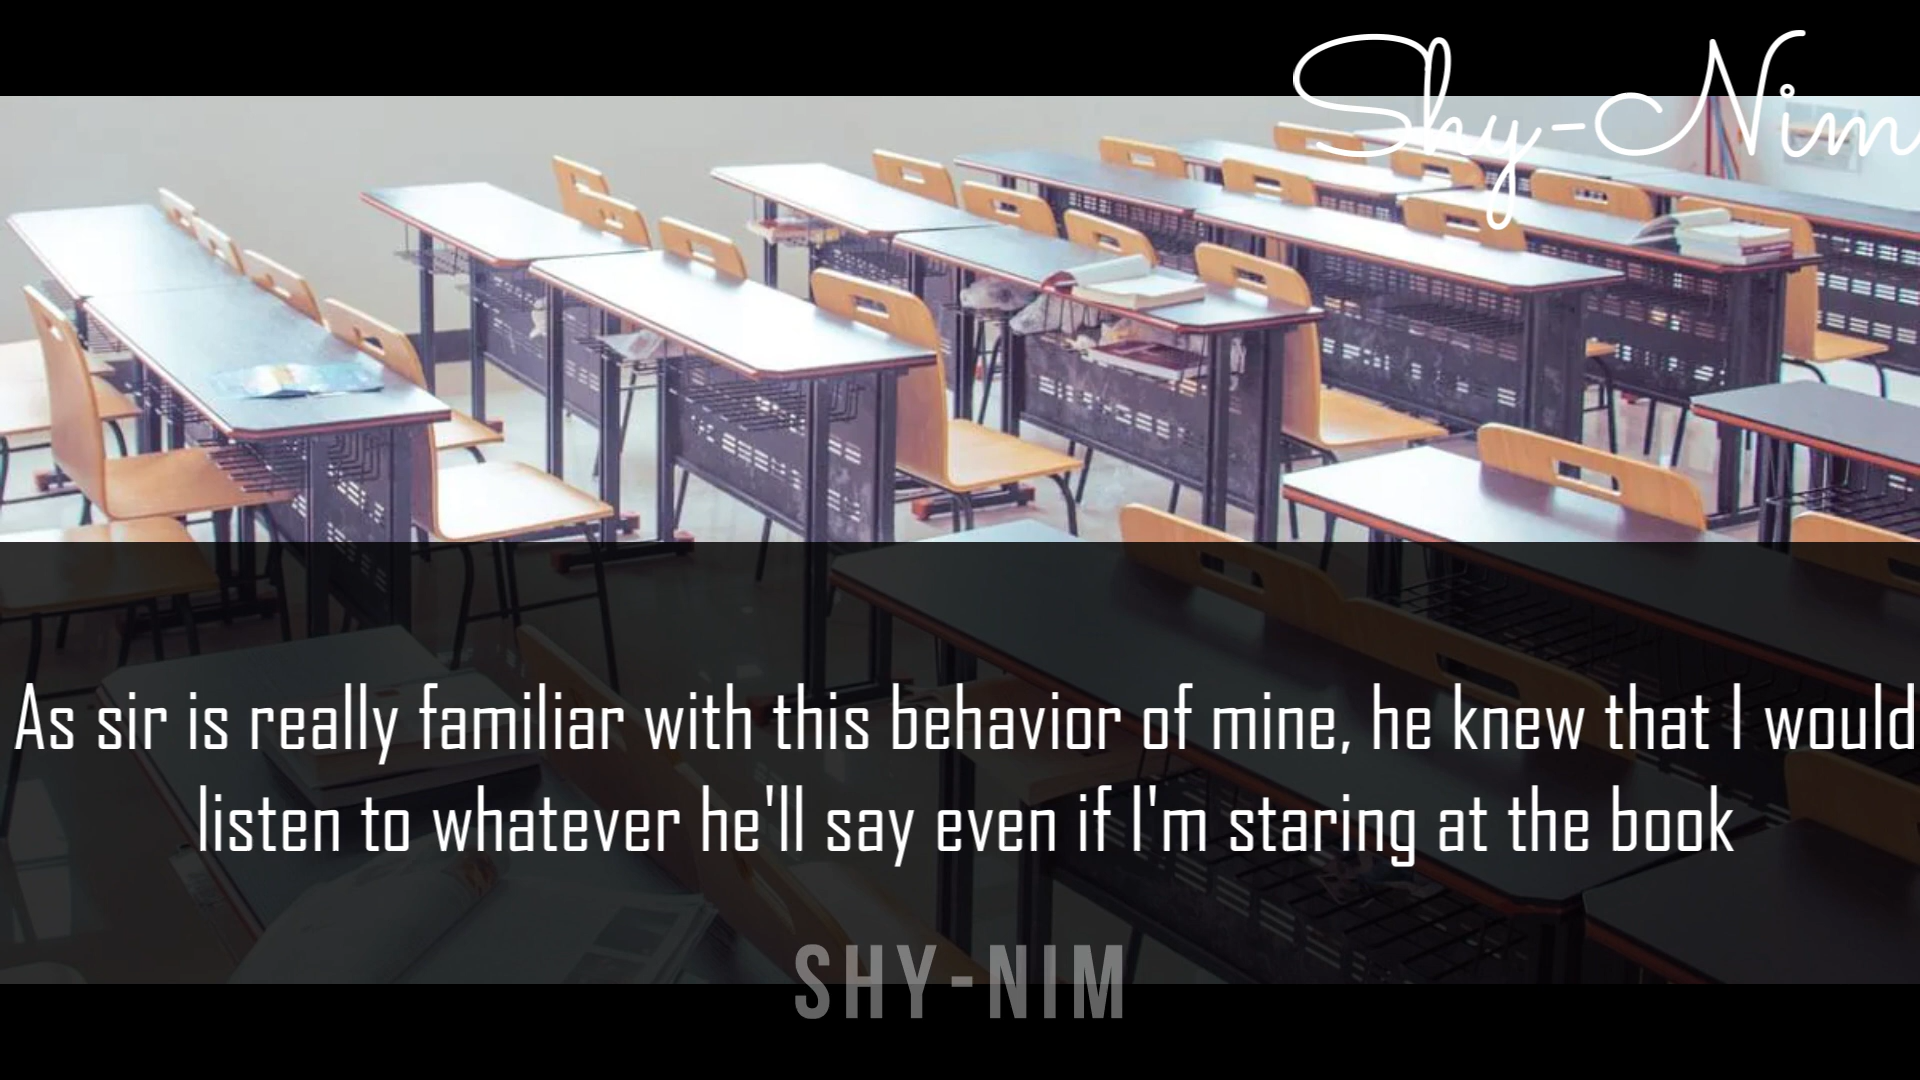 Shy-Nim
As sir is really familiar with this behavior of mine, he knew that I would
listen to whatever he'll say even if I'm staring at the book
SHY-NIM